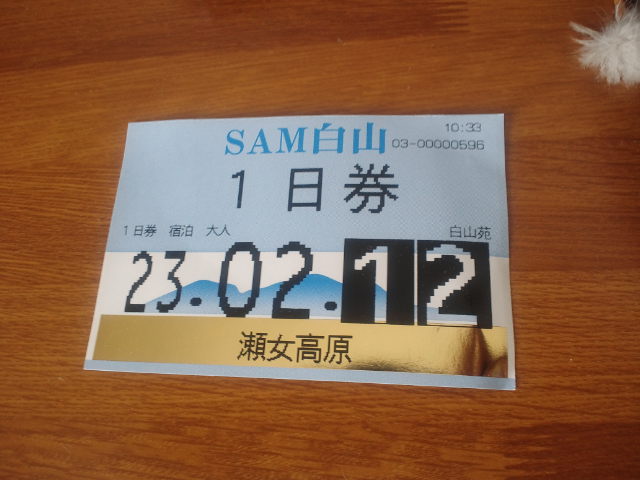 10:33
SAM白山 03-00000596
1日券
1日券 宿泊 大人 白山苑
23.02.12
瀬女高原